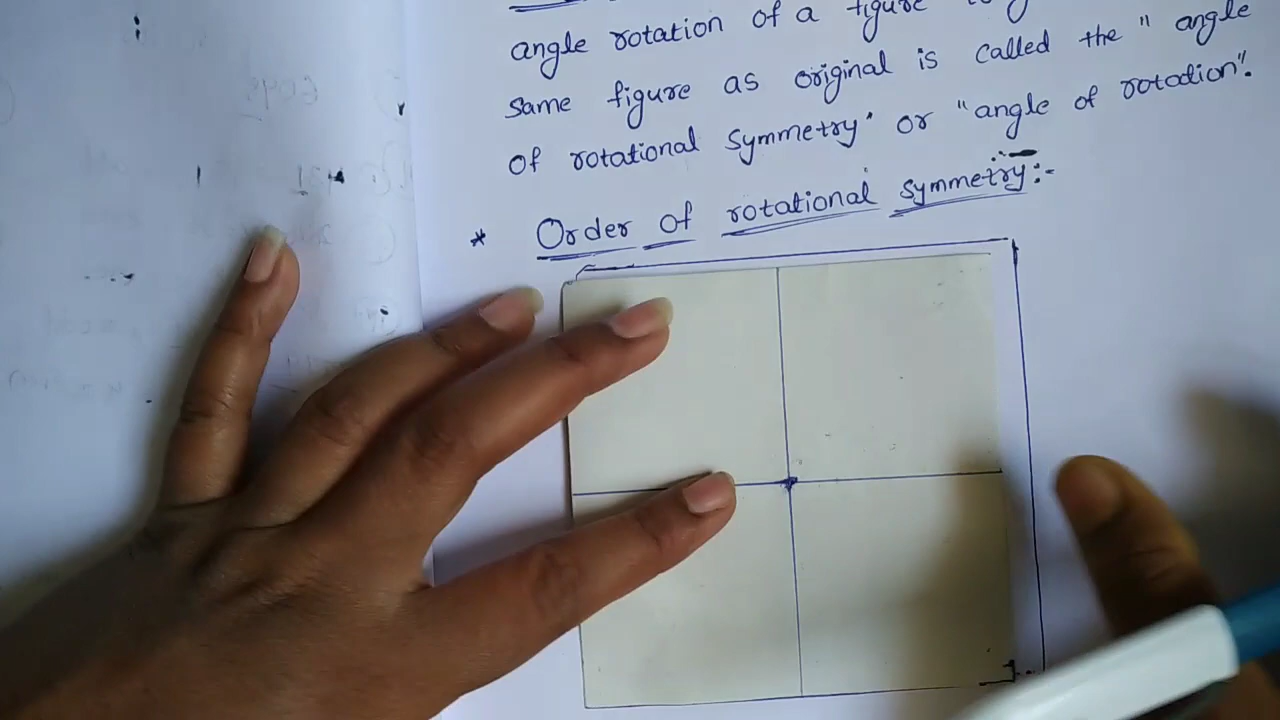 angle rotation of a figure
same figure as original is called the " angle
of rotational symmetry" or "angle of rotation".
* Order of rotational symmetry:-